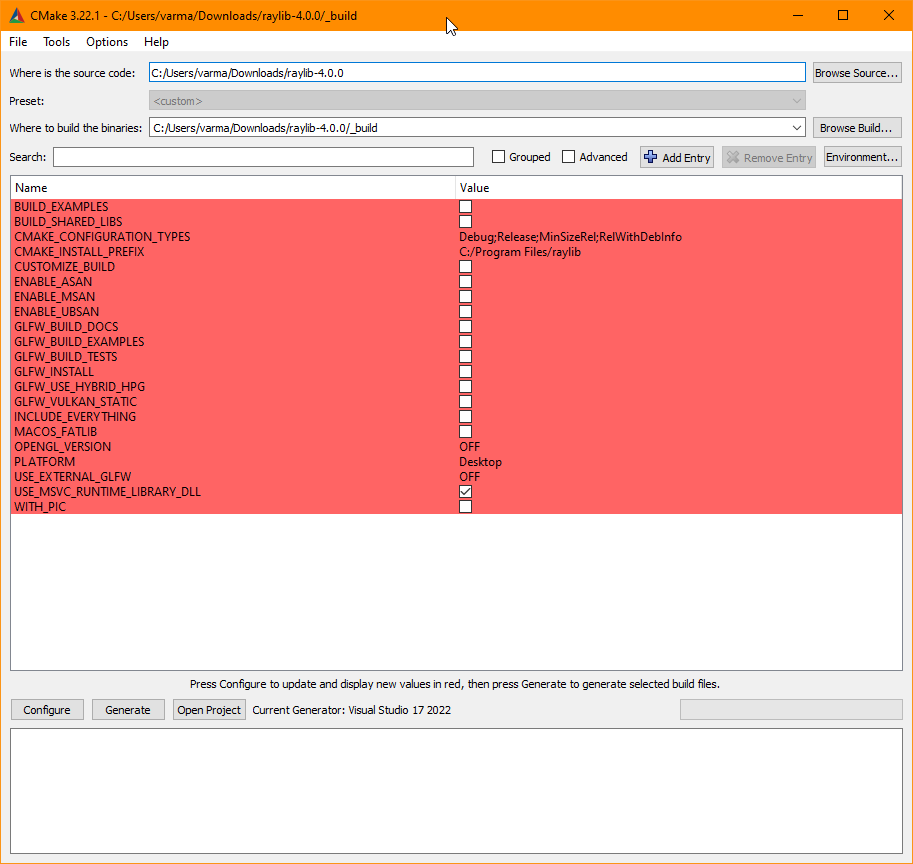 CMake 3.22.1 - C:/Users/varma/Downloads/raylib-4.0.0/_build
File Tools Options Help
Where is the source code: C:/Users/varma/Downloads/raylib-4.0.0 Browse Source...
Preset: <custom>
Where to build the binaries: C:/Users/varma/Downloads/raylib-4.0.0/_build Browse Build...
Search: Grouped Advanced Add Entry Remove Entry Environment...
Name Value
BUILD_EXAMPLES
BUILD_SHARED_LIBS
CMAKE_CONFIGURATION_TYPES Debug;Release;MinSizeRel;RelWithDebInfo
CMAKE_INSTALL_PREFIX C:/Program Files/raylib
CUSTOMIZE_BUILD
ENABLE_ASAN
ENABLE_MSAN
ENABLE_UBSAN
GLFW_BUILD_DOCS
GLFW_BUILD_EXAMPLES
GLFW_BUILD_TESTS
GLFW_INSTALL
GLFW_USE_HYBRID_HPG
GLFW_VULKAN_STATIC
INCLUDE_EVERYTHING
MACOS_FATLIB
OPENGL_VERSION OFF
PLATFORM Desktop
USE_EXTERNAL_GLFW OFF
USE_MSVC_RUNTIME_LIBRARY_DLL
WITH_PIC
Press Configure to update and display new values in red, then press Generate to generate selected build files.
Configure Generate Open Project Current Generator: Visual Studio 17 2022